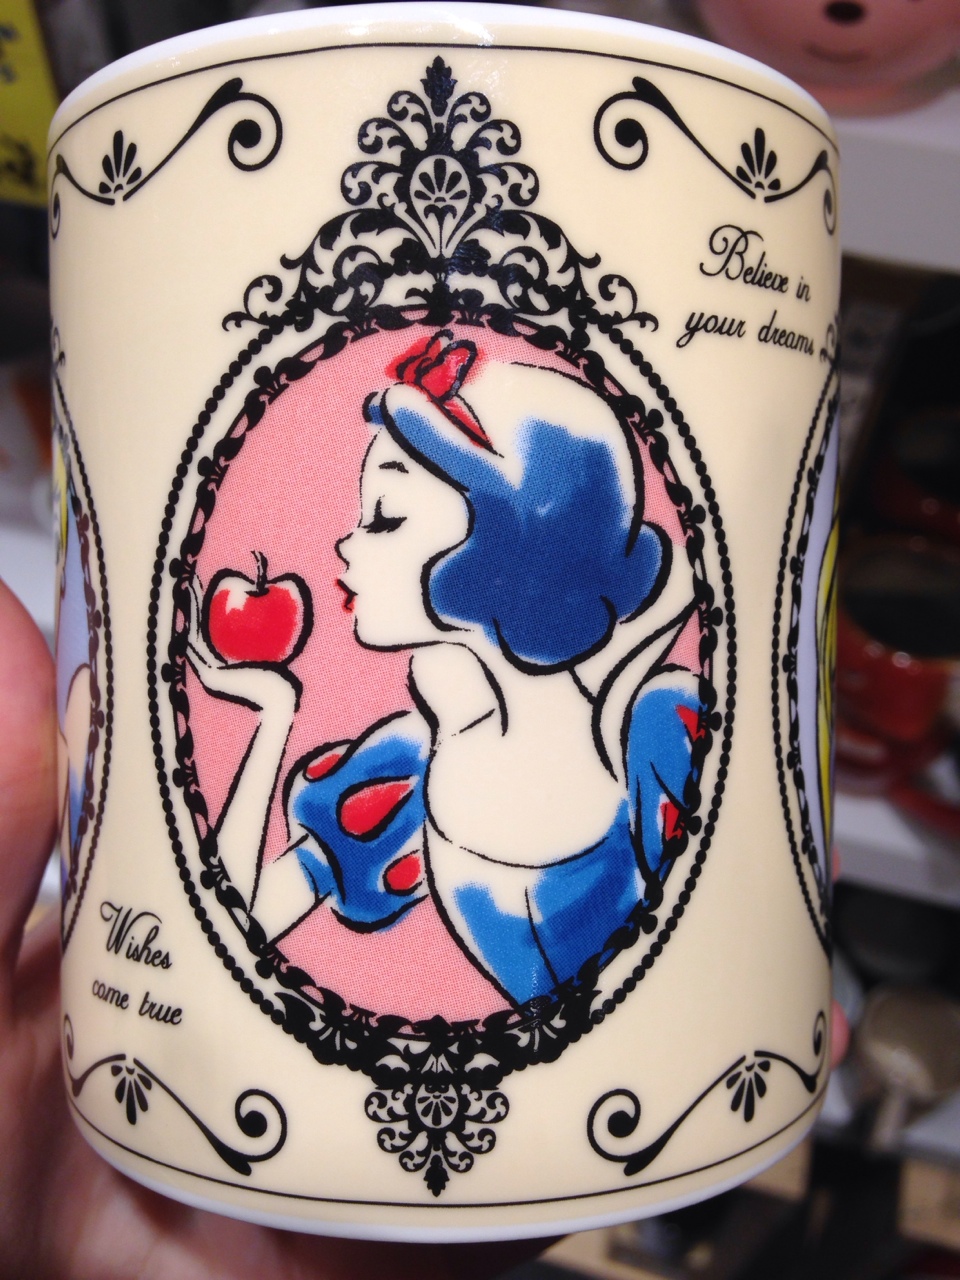 Believe in
your dreams
Wishes
come true